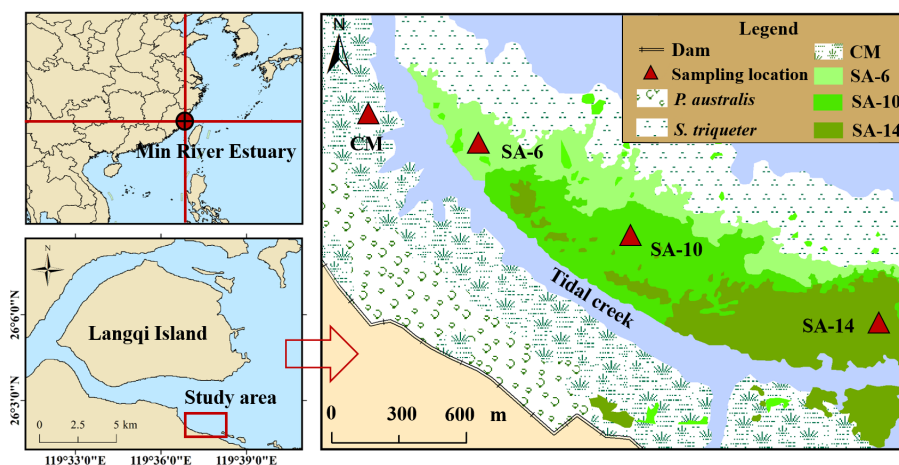 Min River Estuary
Langqi Island
Study area
0 2.5 5 km
26°6'0"N
26°3'0"N
119°33'0"E 119°36'0"E 119°39'0"E
N
CM
SA-6
SA-10
SA-14
Tidal creek
0 300 600 m
Legend
Dam
Sampling location
P. australis
S. triqueter
CM
SA-6
SA-10
SA-14